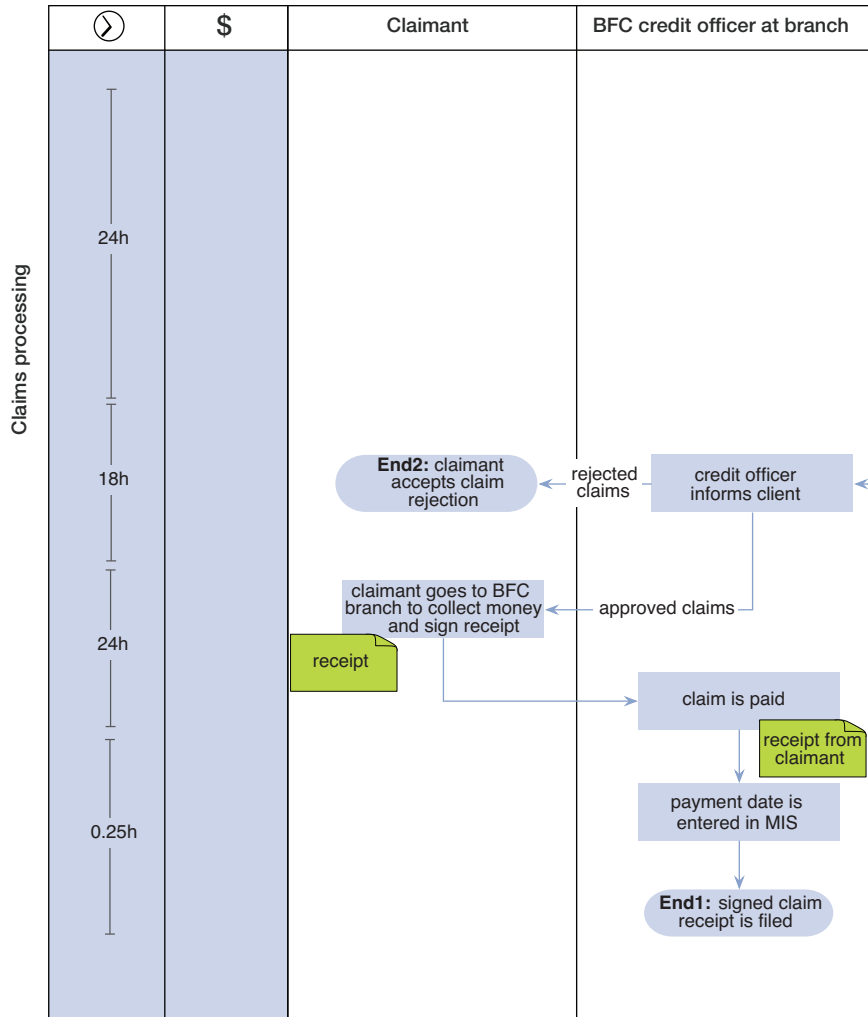 $
Claimant
BFC credit officer at branch
Claims processing
24h
18h
24h
0.25h
End2: claimant
accepts claim
rejection
rejected
claims
credit officer
informs client
claimant goes to BFC
branch to collect money
and sign receipt
approved claims
receipt
claim is paid
receipt from
claimant
payment date is
entered in MIS
End1: signed claim
receipt is filed